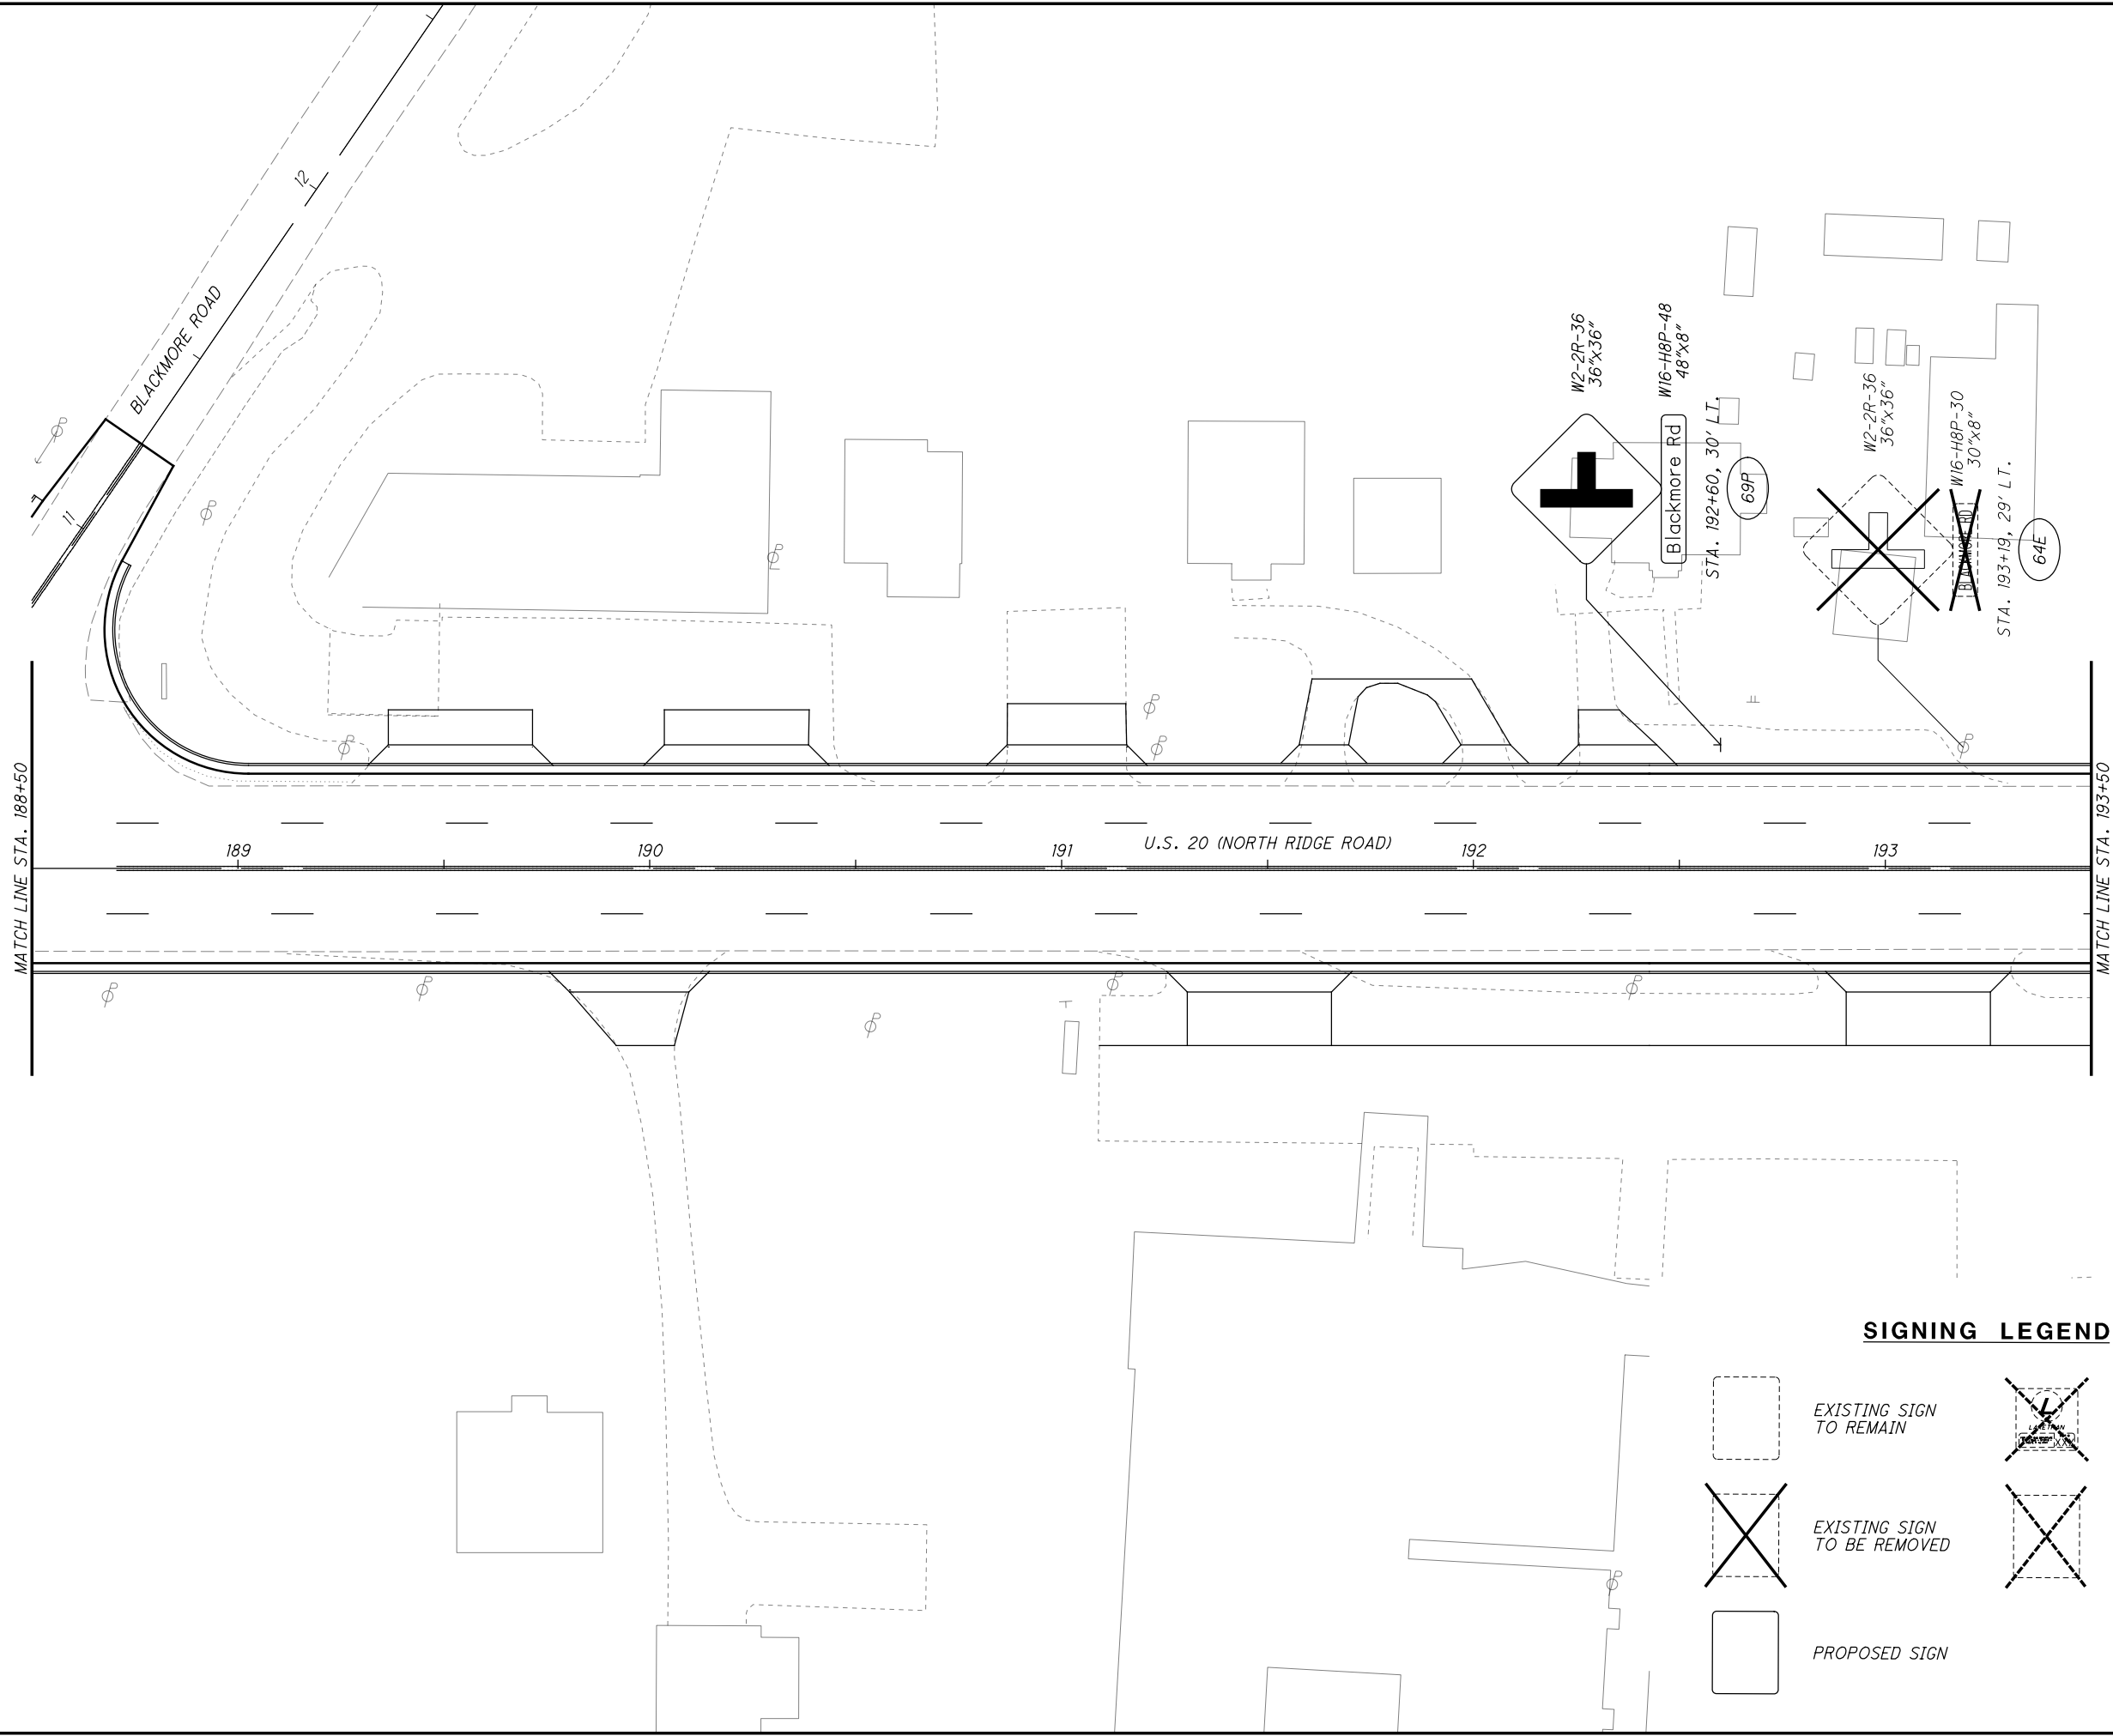 12
BLACKMORE ROAD
11
W2-2R-36
36"x36"
W16-H8P-48
48"x8"
Blackmore Rd
STA. 192+60, 30' LT.
69P
W2-2R-36
36"x36"
W16-H8P-30
30"x8"
BLACKMORE RD
STA. 193+19, 29' LT.
64E
MATCH LINE STA. 188+50
189
190
191
U.S. 20 (NORTH RIDGE ROAD)
192
193
MATCH LINE STA. 193+50
SIGNING LEGEND
EXISTING SIGN
TO REMAIN
EXISTING SIGN
TO BE REMOVED
PROPOSED SIGN